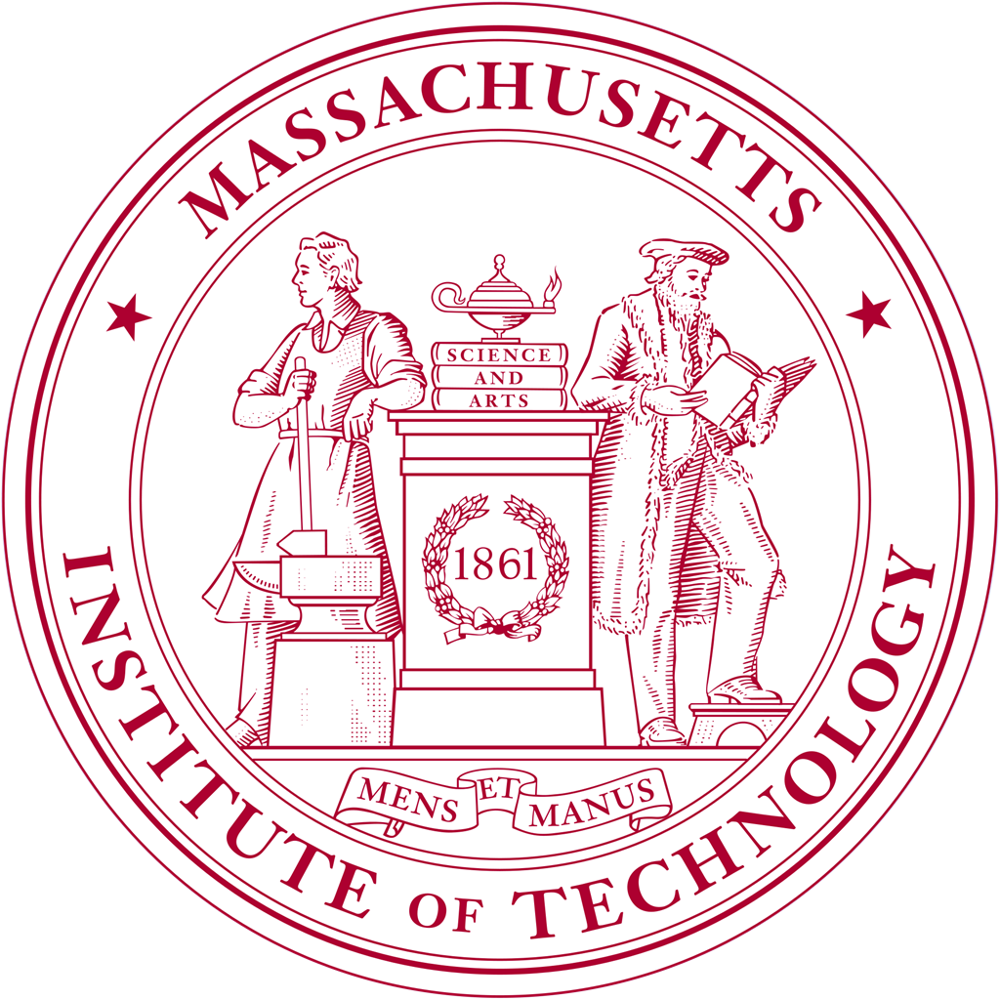 MASSACHUSETTS
SCIENCE
AND
ARTS
1861
MENS ET MANUS
INSTITUTE OF TECHNOLOGY